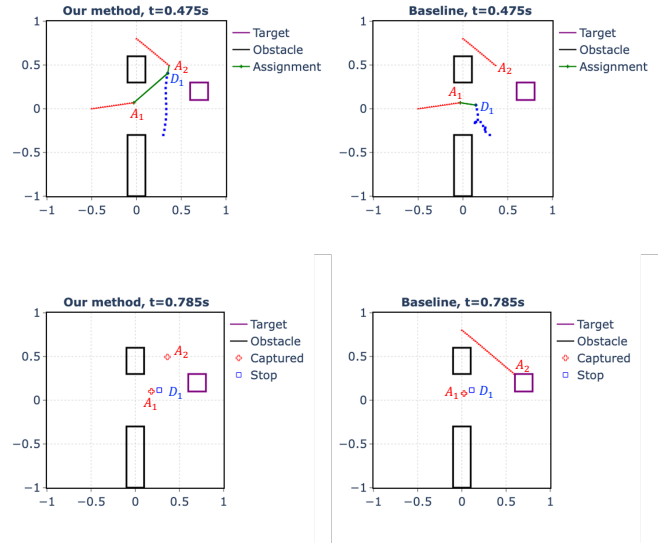 Our method, t=0.475s
1
0.5
0
−0.5
−1
−1
−0.5
0
0.5
1
A₂
D₁
A₁
Target
Obstacle
Assignment
Baseline, t=0.475s
1
0.5
0
−0.5
−1
−1
−0.5
0
0.5
1
A₂
A₁
D₁
Target
Obstacle
Assignment
Our method, t=0.785s
1
0.5
0
−0.5
−1
−1
−0.5
0
0.5
1
A₂
D₁
A₁
Target
Obstacle
Captured
Stop
Baseline, t=0.785s
1
0.5
0
−0.5
−1
−1
−0.5
0
0.5
1
A₂
A₁
D₁
Target
Obstacle
Captured
Stop